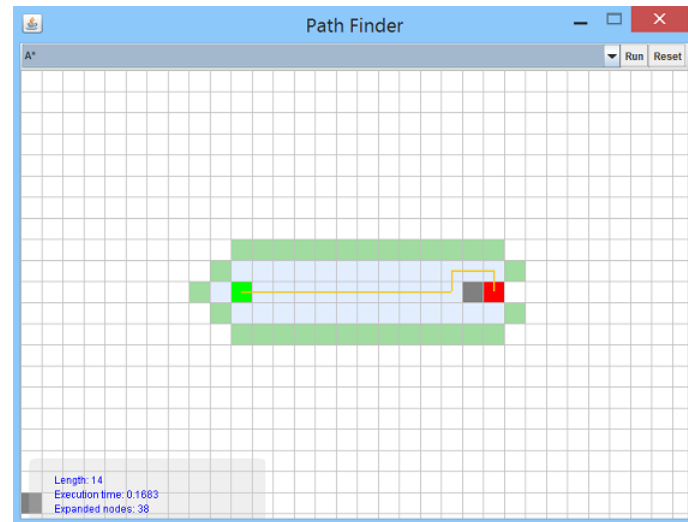 Path Finder
A* Run Reset
Length: 14
Execution time: 0.1683
Expanded nodes: 38